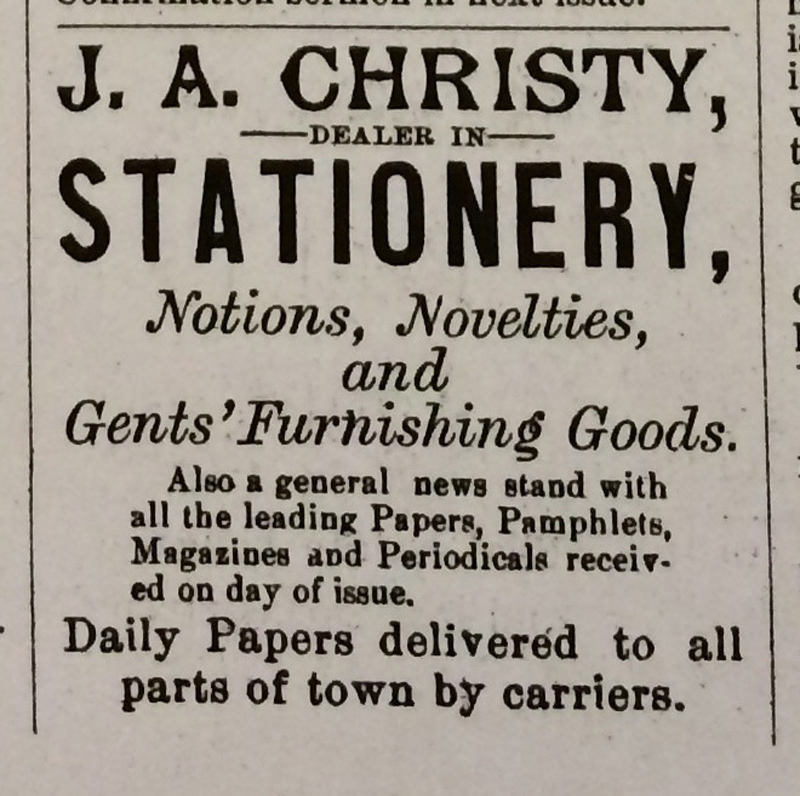 J. A. CHRISTY,
DEALER IN
STATIONERY,
Notions, Novelties,
and
Gents' Furnishing Goods.
Also a general news stand with
all the leading Papers, Pamphlets,
Magazines and Periodicals receiv-
ed on day of issue.
Daily Papers delivered to all
parts of town by carriers.